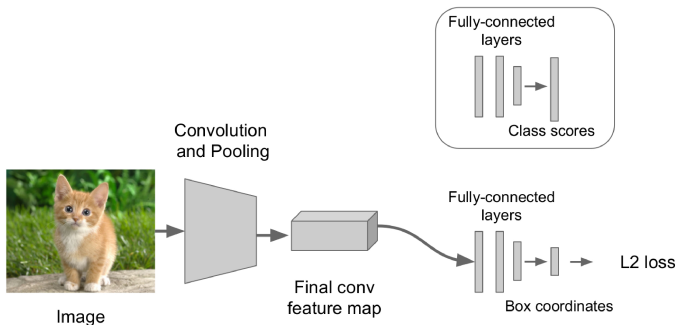 Fully-connected
layers
Class scores
Convolution
and Pooling
Fully-connected
layers
L2 loss
Box coordinates
Final conv
feature map
Image